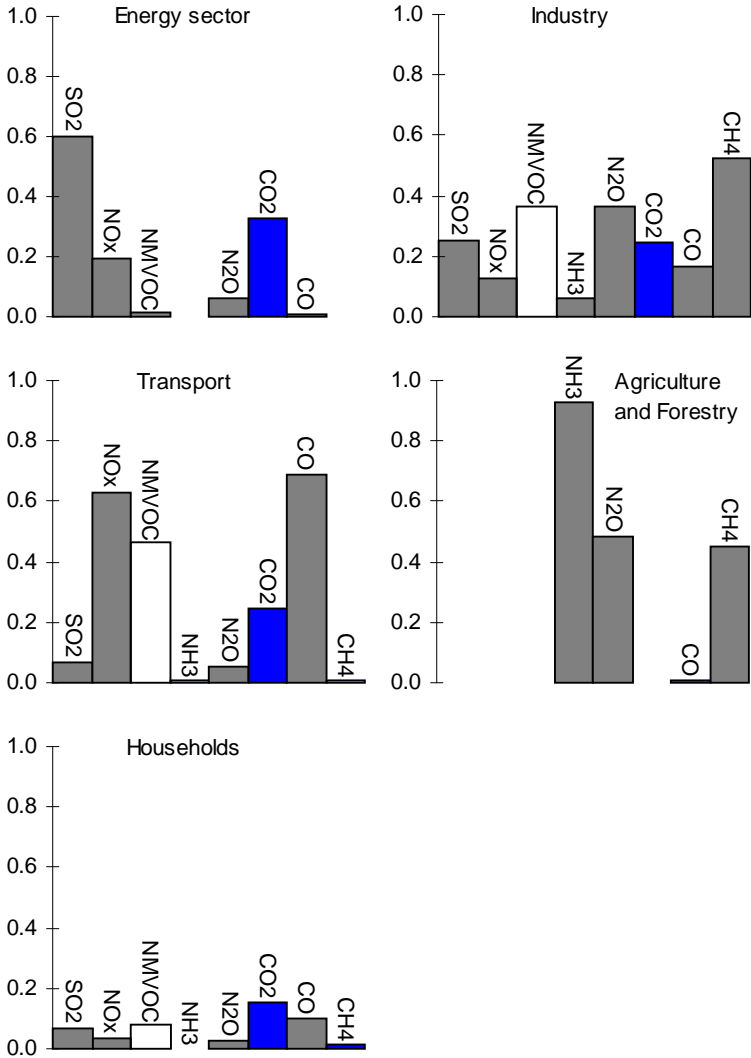 Energy sector
1.0
0.8
0.6
0.4
0.2
0.0
SO2
NOx
NMVOC
N2O
CO2
CO
Industry
1.0
0.8
0.6
0.4
0.2
0.0
SO2
NOx
NMVOC
NH3
N2O
CO2
CO
CH4
Transport
1.0
0.8
0.6
0.4
0.2
0.0
SO2
NOx
NMVOC
NH3
N2O
CO2
CO
CH4
Agriculture
and Forestry
1.0
0.8
0.6
0.4
0.2
0.0
NH3
N2O
CO
CH4
Households
1.0
0.8
0.6
0.4
0.2
0.0
SO2
NOx
NMVOC
NH3
N2O
CO2
CO
CH4